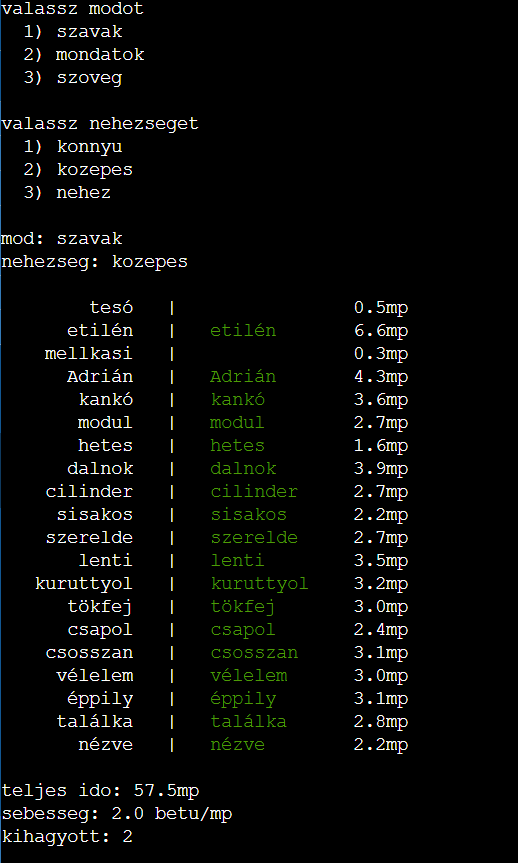 valassz modot
1) szavak
2) mondatok
3) szoveg
valassz nehezseget
1) konnyu
2) kozepes
3) nehez
mod: szavak
nehezseg: kozepes
tesó | 0.5mp
etilén | etilén 6.6mp
mellkasi | 0.3mp
Adrián | Adrián 4.3mp
kankó | kankó 3.6mp
modul | modul 2.7mp
hetes | hetes 1.6mp
dalnok | dalnok 3.9mp
cilinder | cilinder 2.7mp
sisakos | sisakos 2.2mp
szerelde | szerelde 2.7mp
lenti | lenti 3.5mp
kuruttyol | kuruttyol 3.2mp
tökfej | tökfej 3.0mp
csapol | csapol 2.4mp
csosszan | csosszan 3.1mp
vélelem | vélelem 3.0mp
éppily | éppily 3.1mp
találka | találka 2.8mp
nézve | nézve 2.2mp
teljes ido: 57.5mp
sebesseg: 2.0 betu/mp
kihagyott: 2